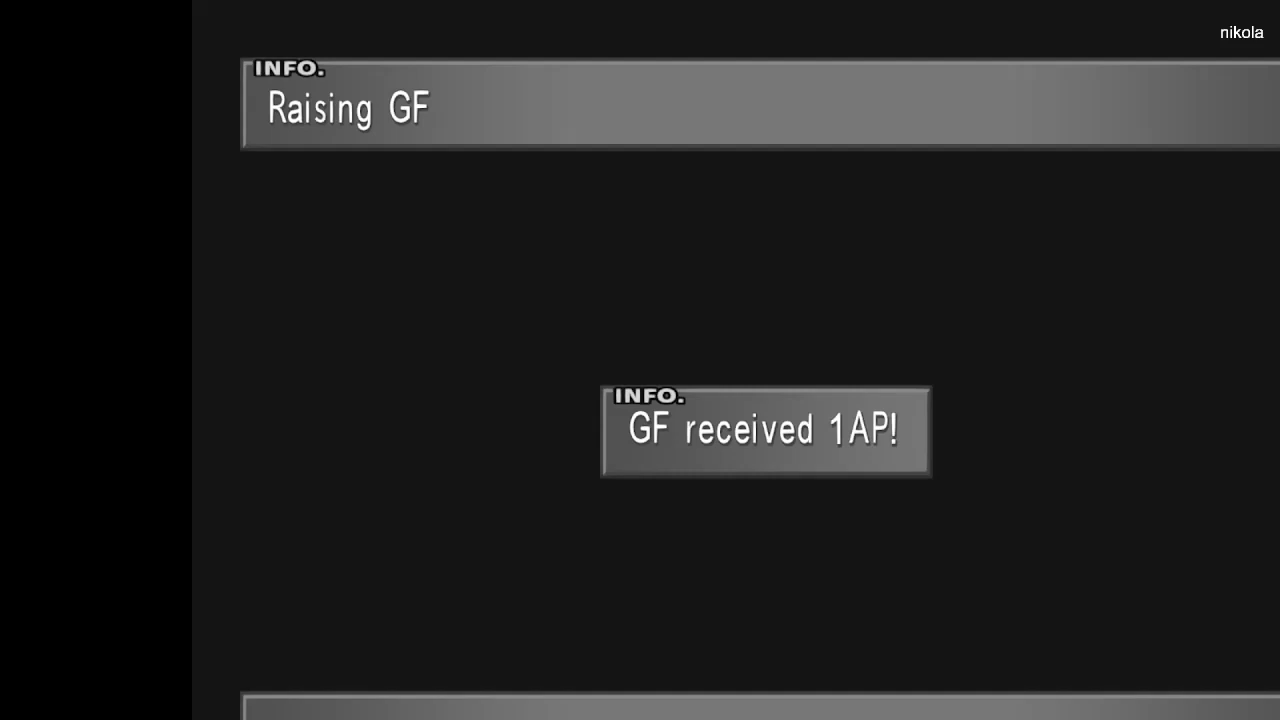 nikola
INFO.
Raising GF
INFO.
GF received 1AP!